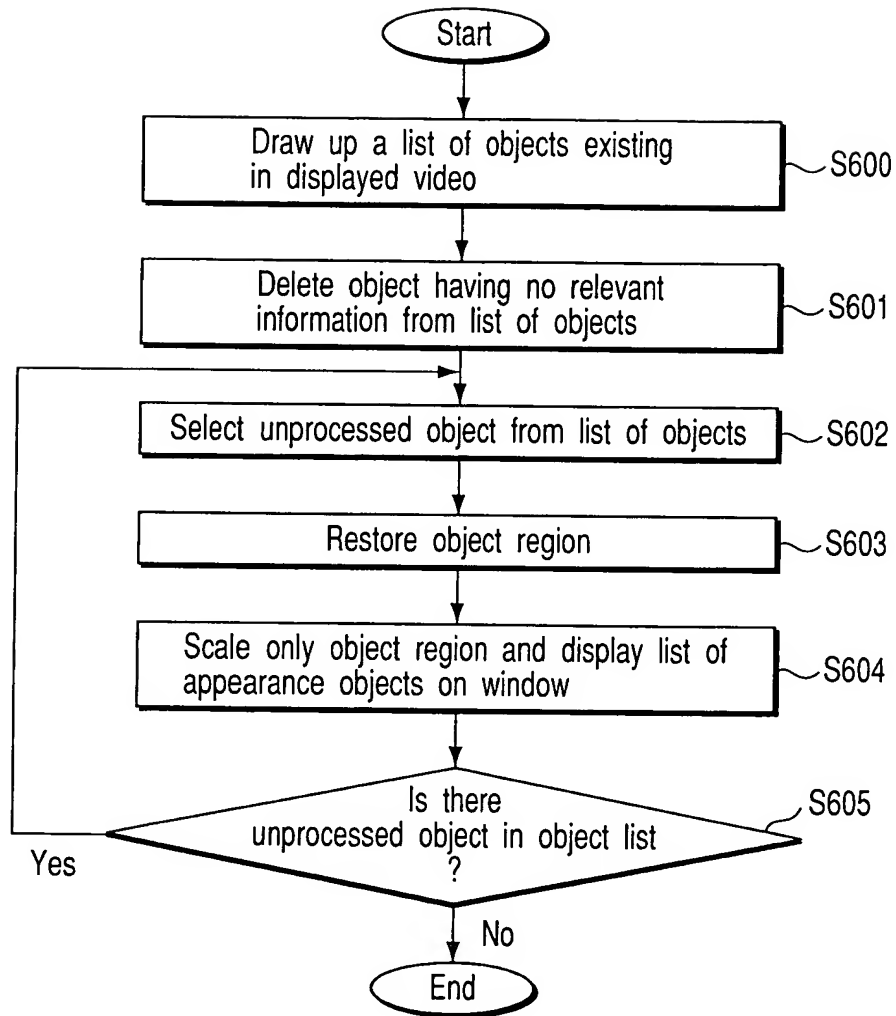 Start
Draw up a list of objects existing
in displayed video
S600
Delete object having no relevant
information from list of objects
S601
Select unprocessed object from list of objects
S602
Restore object region
S603
Scale only object region and display list of
appearance objects on window
S604
Is there
unprocessed object in object list
?
S605
Yes
No
End